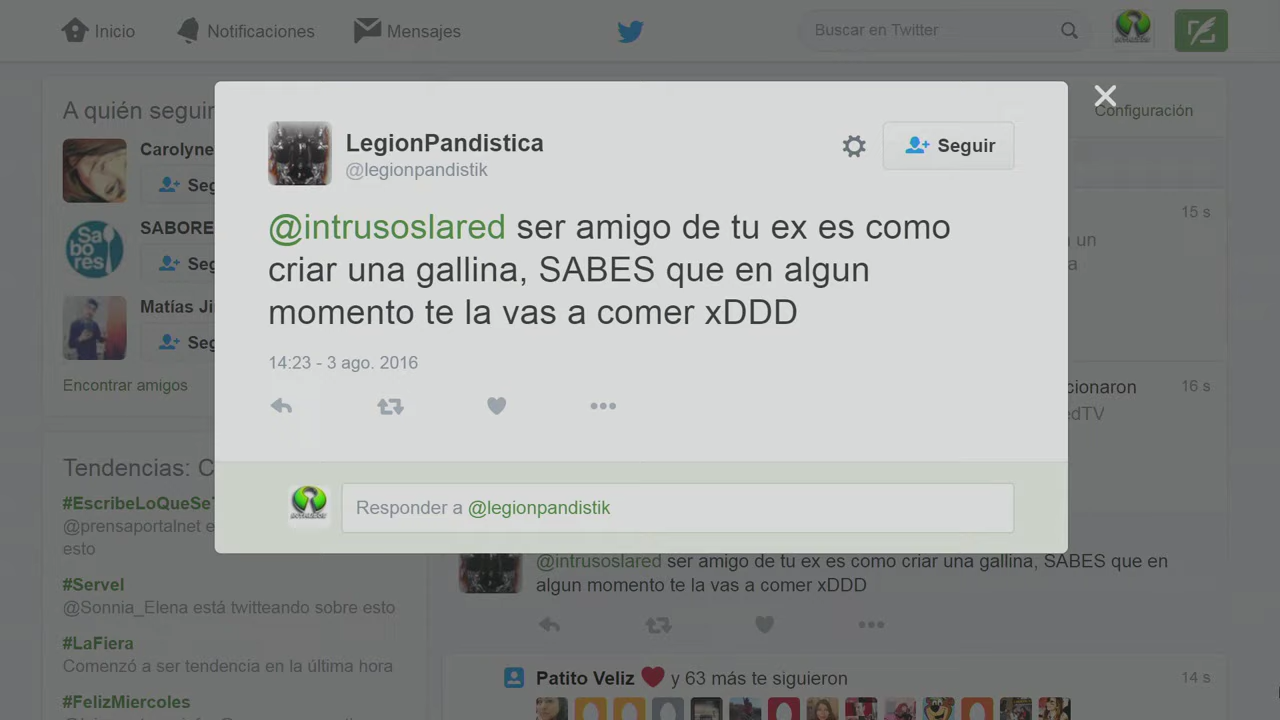 Inicio
Notificaciones
Mensajes
Buscar en Twitter
A quién seguir
Configuración
Carolyne
Seg
SABORE
Seg
Matías Ji
Seg
Encontrar amigos
LegionPandistica
@legionpandistik
Seguir
@intrusoslared ser amigo de tu ex es como
criar una gallina, SABES que en algun
momento te la vas a comer xDDD
14:23 - 3 ago. 2016
Responder a @legionpandistik
15 s
un
a
cionaron
16 s
edTV
Tendencias: C
#EscribeLoQueSe
@prensaportalnet e
esto
#Servel
@Sonnia_Elena está twitteando sobre esto
#LaFiera
Comenzó a ser tendencia en la última hora
#FelizMiercoles
@intrusoslared ser amigo de tu ex es como criar una gallina, SABES que en
algun momento te la vas a comer xDDD
Patito Veliz ❤ y 63 más te siguieron
14 s